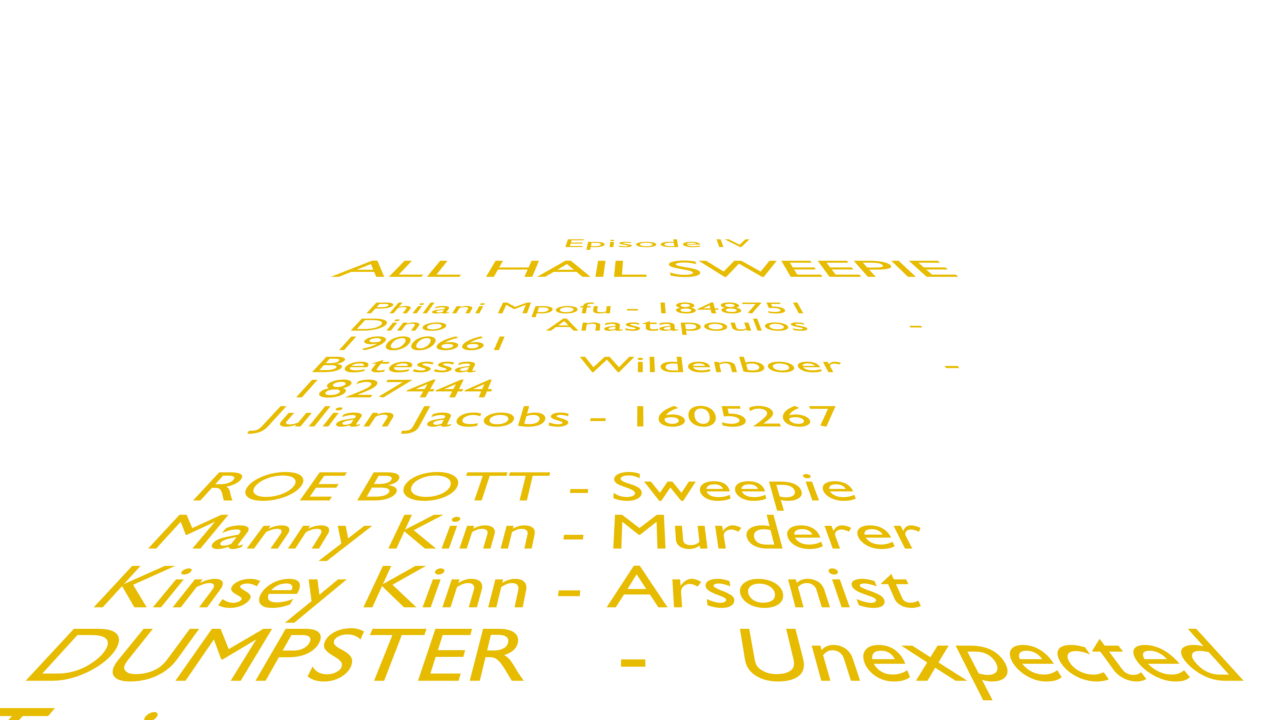 Episode IV
ALL HAIL SWEEPIE
Philani Mpofu - 1848751
Dino Anastapoulos -
1900661
Betessa Wildenboer -
1827444
Julian Jacobs - 1605267
ROE BOTT - Sweepie
Manny Kinn - Murderer
Kinsey Kinn - Arsonist
DUMPSTER - Unexpected